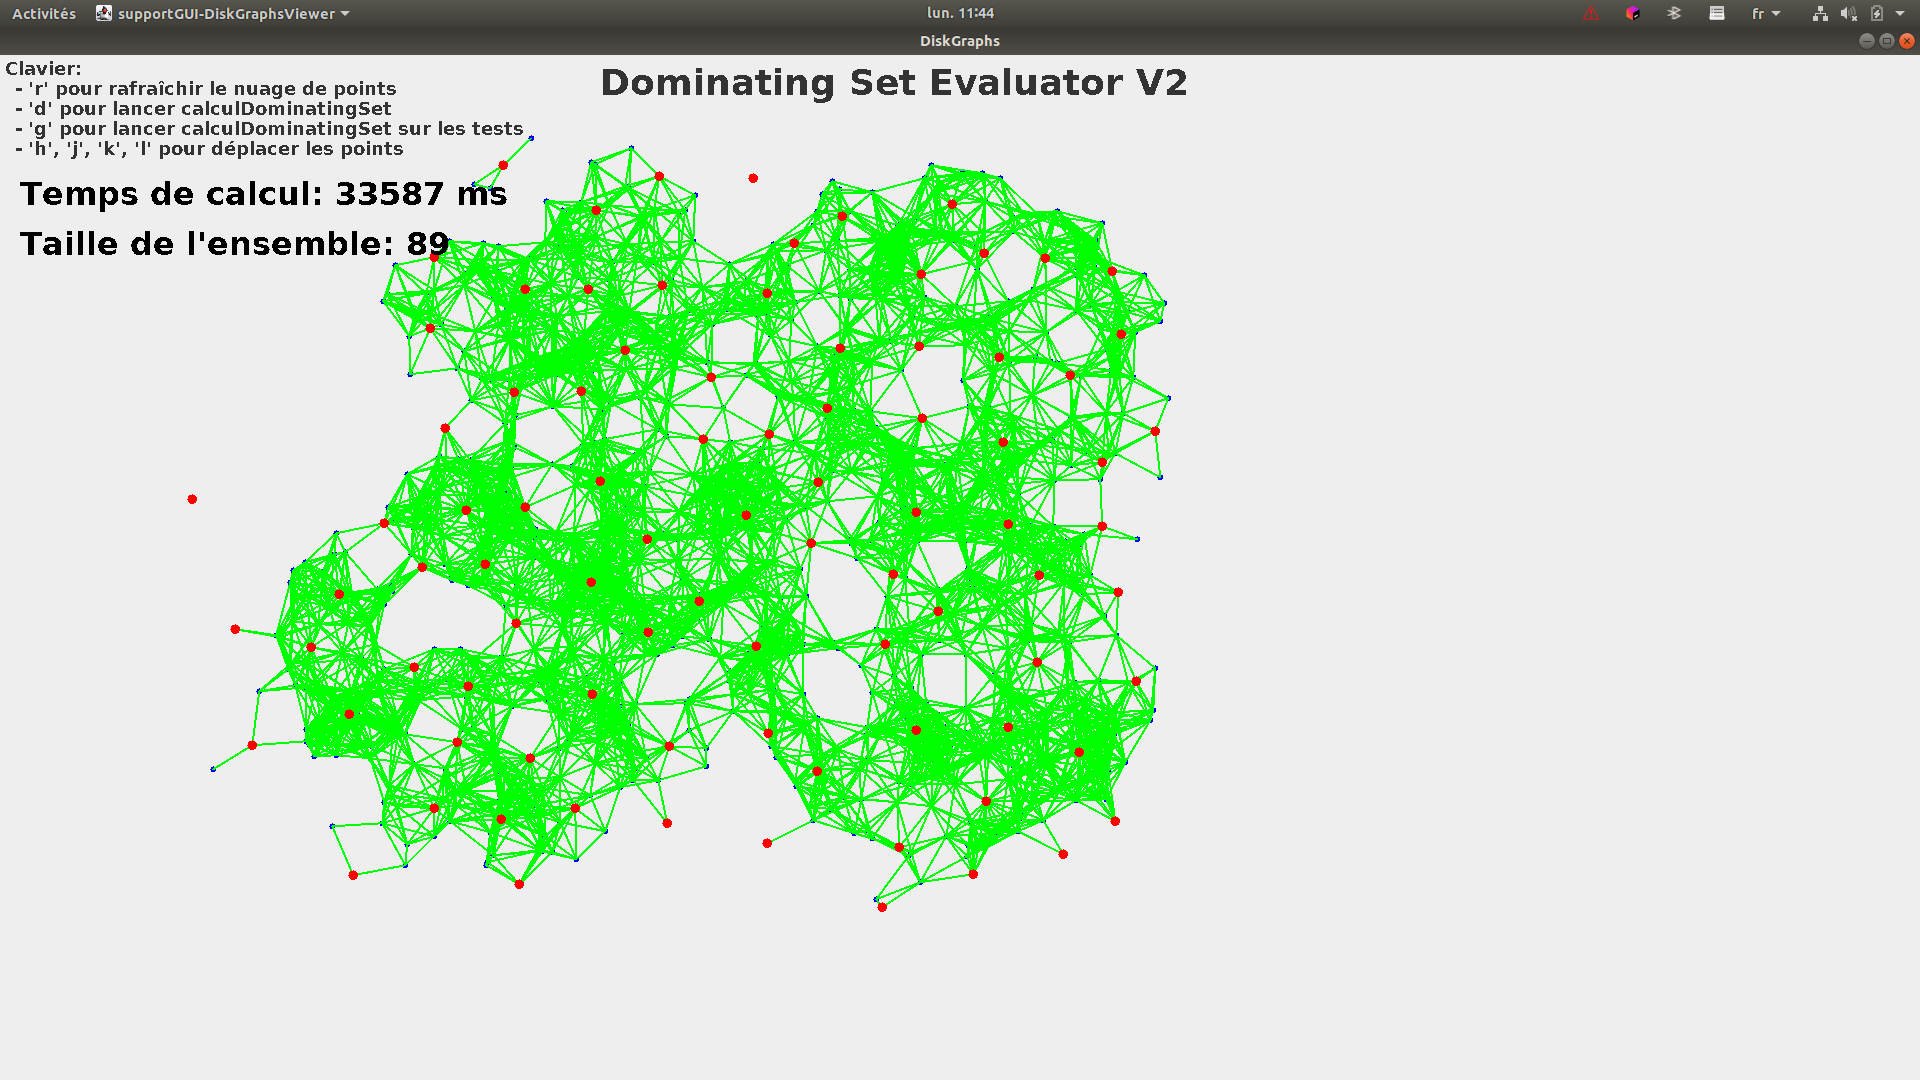 Activités supportGUI-DiskGraphsViewer lun. 11:44 fr
DiskGraphs
Clavier:
- 'r' pour rafraîchir le nuage de points
- 'd' pour lancer calculDominatingSet
- 'g' pour lancer calculDominatingSet sur les tests
- 'h', 'j', 'k', 'l' pour déplacer les points
Dominating Set Evaluator V2
Temps de calcul: 33587 ms
Taille de l'ensemble: 89